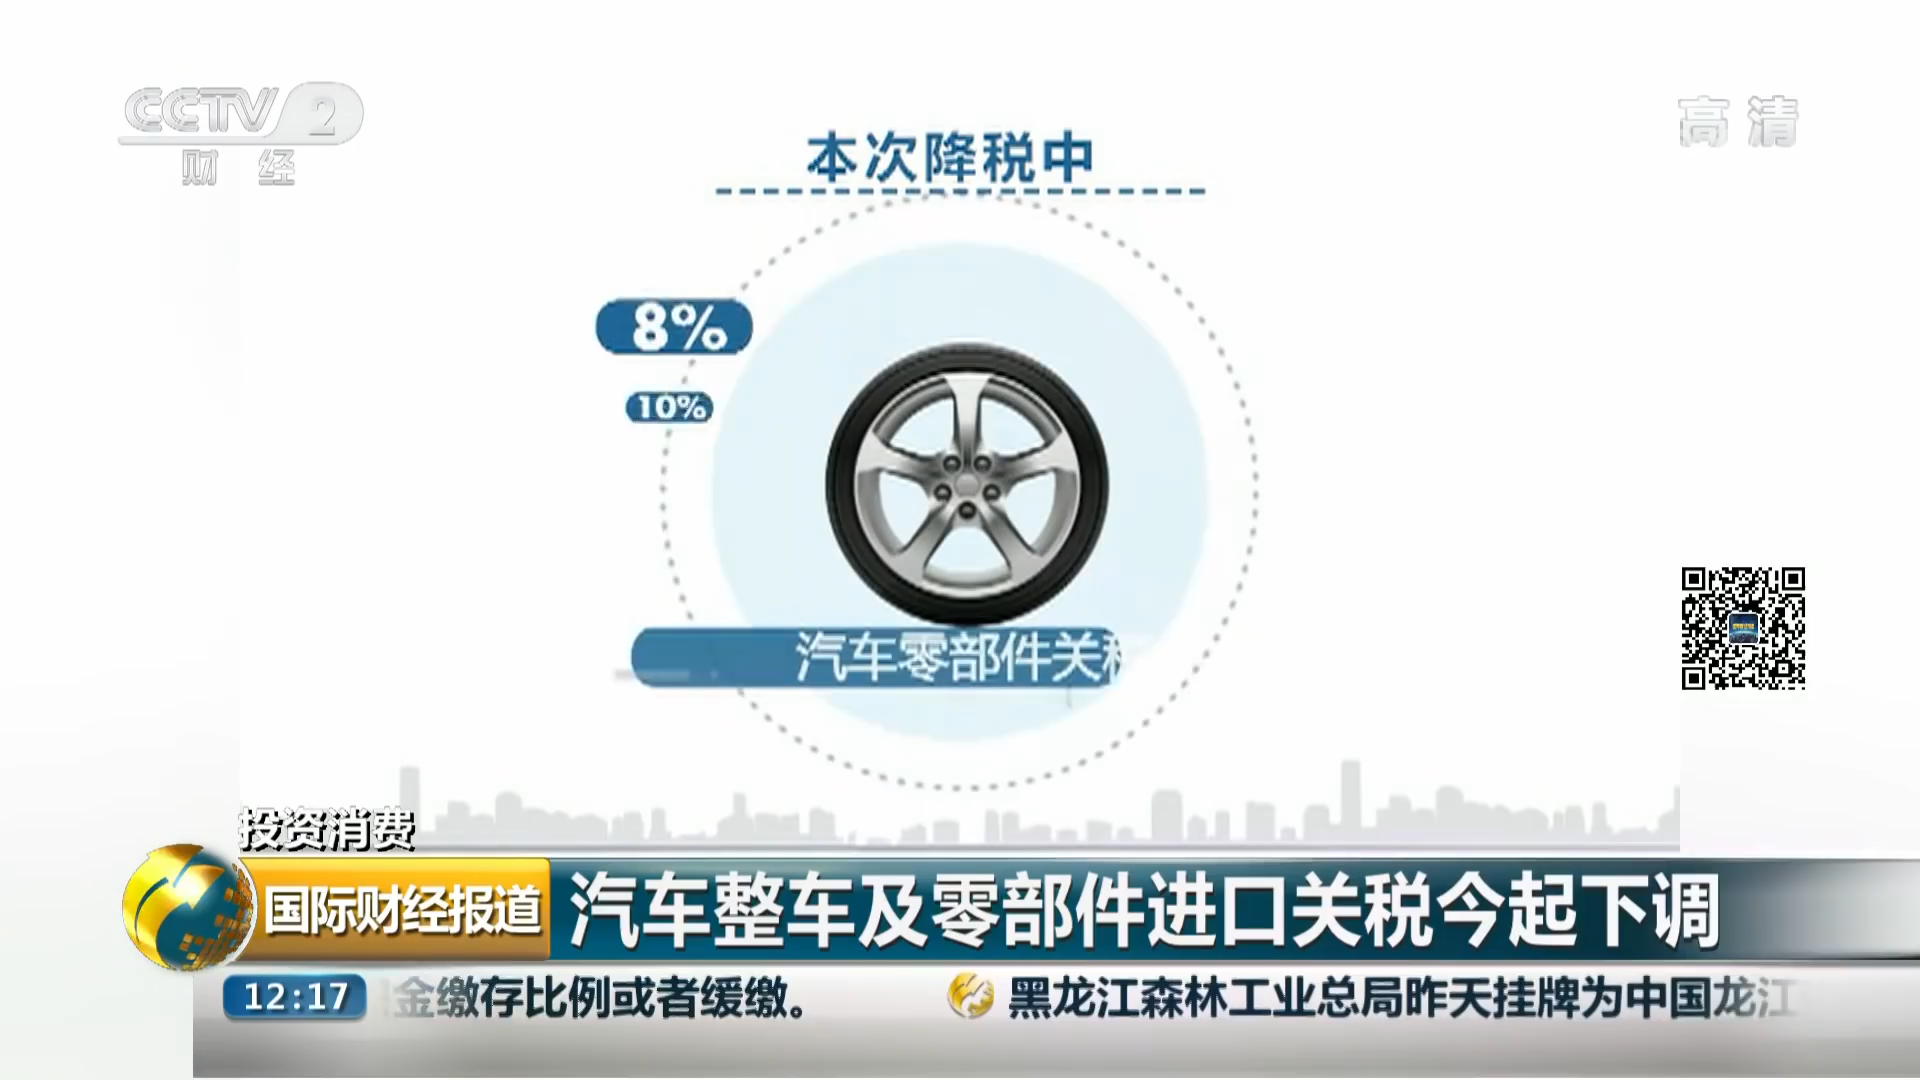 CCTV 2
财 经
高 清
本次降税中
8%
10%
汽车零部件关税
投资消费
国际财经报道
汽车整车及零部件进口关税今起下调
12:17
金缴存比例或者缓缴。
黑龙江森林工业总局昨天挂牌为中国龙江